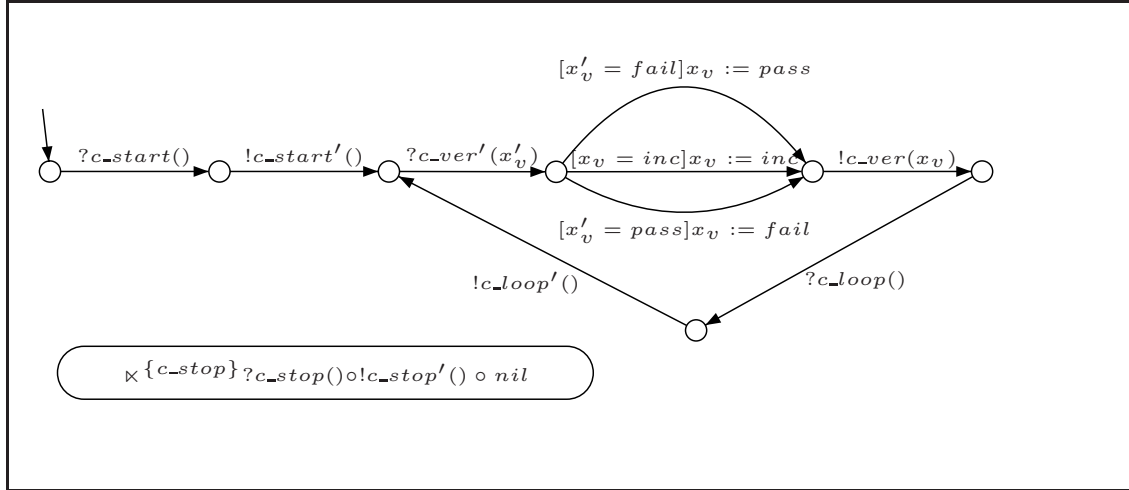 [x′_v = fail]x_v := pass
?c_start()
!c_start′()
?c_ver′(x′_v)
[x_v = inc]x_v := inc
!c_ver(x_v)
[x′_v = pass]x_v := fail
!c_loop′()
?c_loop()
⋉{c_stop}?c_stop()∘!c_stop′() ∘ nil